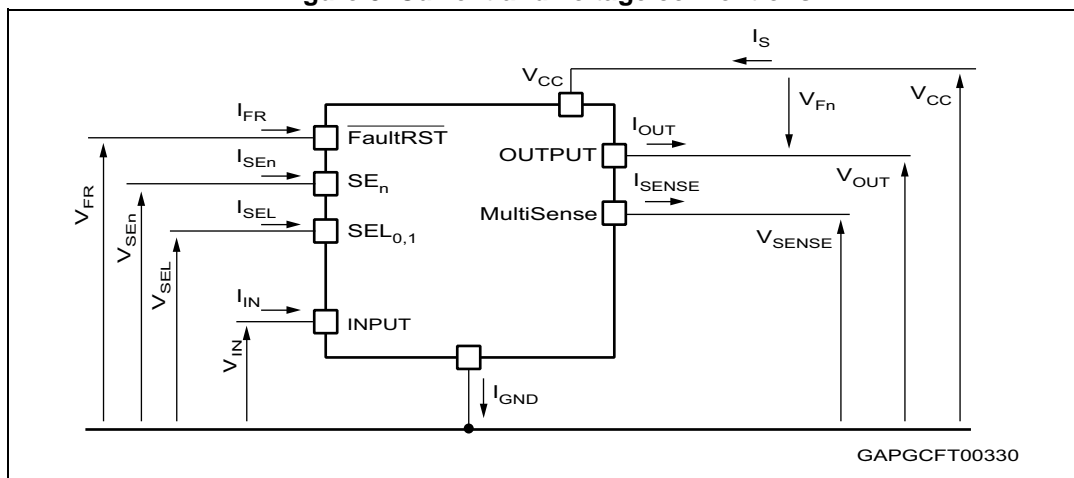 I_S
V_CC
V_Fn
V_CC
I_FR
FaultRST
I_OUT
OUTPUT
I_SEn
SE_n
V_OUT
I_SENSE
MultiSense
V_FR
V_SEn
I_SEL
SEL_0,1
V_SENSE
V_SEL
I_IN
INPUT
V_IN
I_GND
GAPGCFT00330